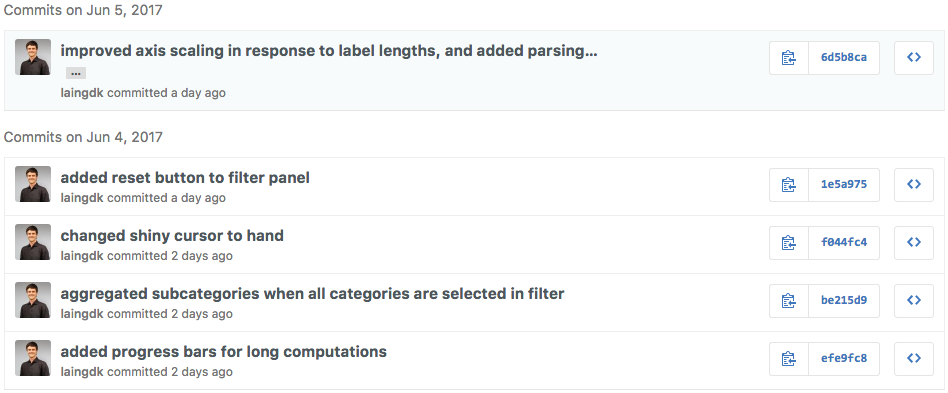 Commits on Jun 5, 2017
improved axis scaling in response to label lengths, and added parsing...
6d5b8ca
...
laingdk committed a day ago
Commits on Jun 4, 2017
added reset button to filter panel
1e5a975
laingdk committed a day ago
changed shiny cursor to hand
f044fc4
laingdk committed 2 days ago
aggregated subcategories when all categories are selected in filter
be215d9
laingdk committed 2 days ago
added progress bars for long computations
efe9fc8
laingdk committed 2 days ago